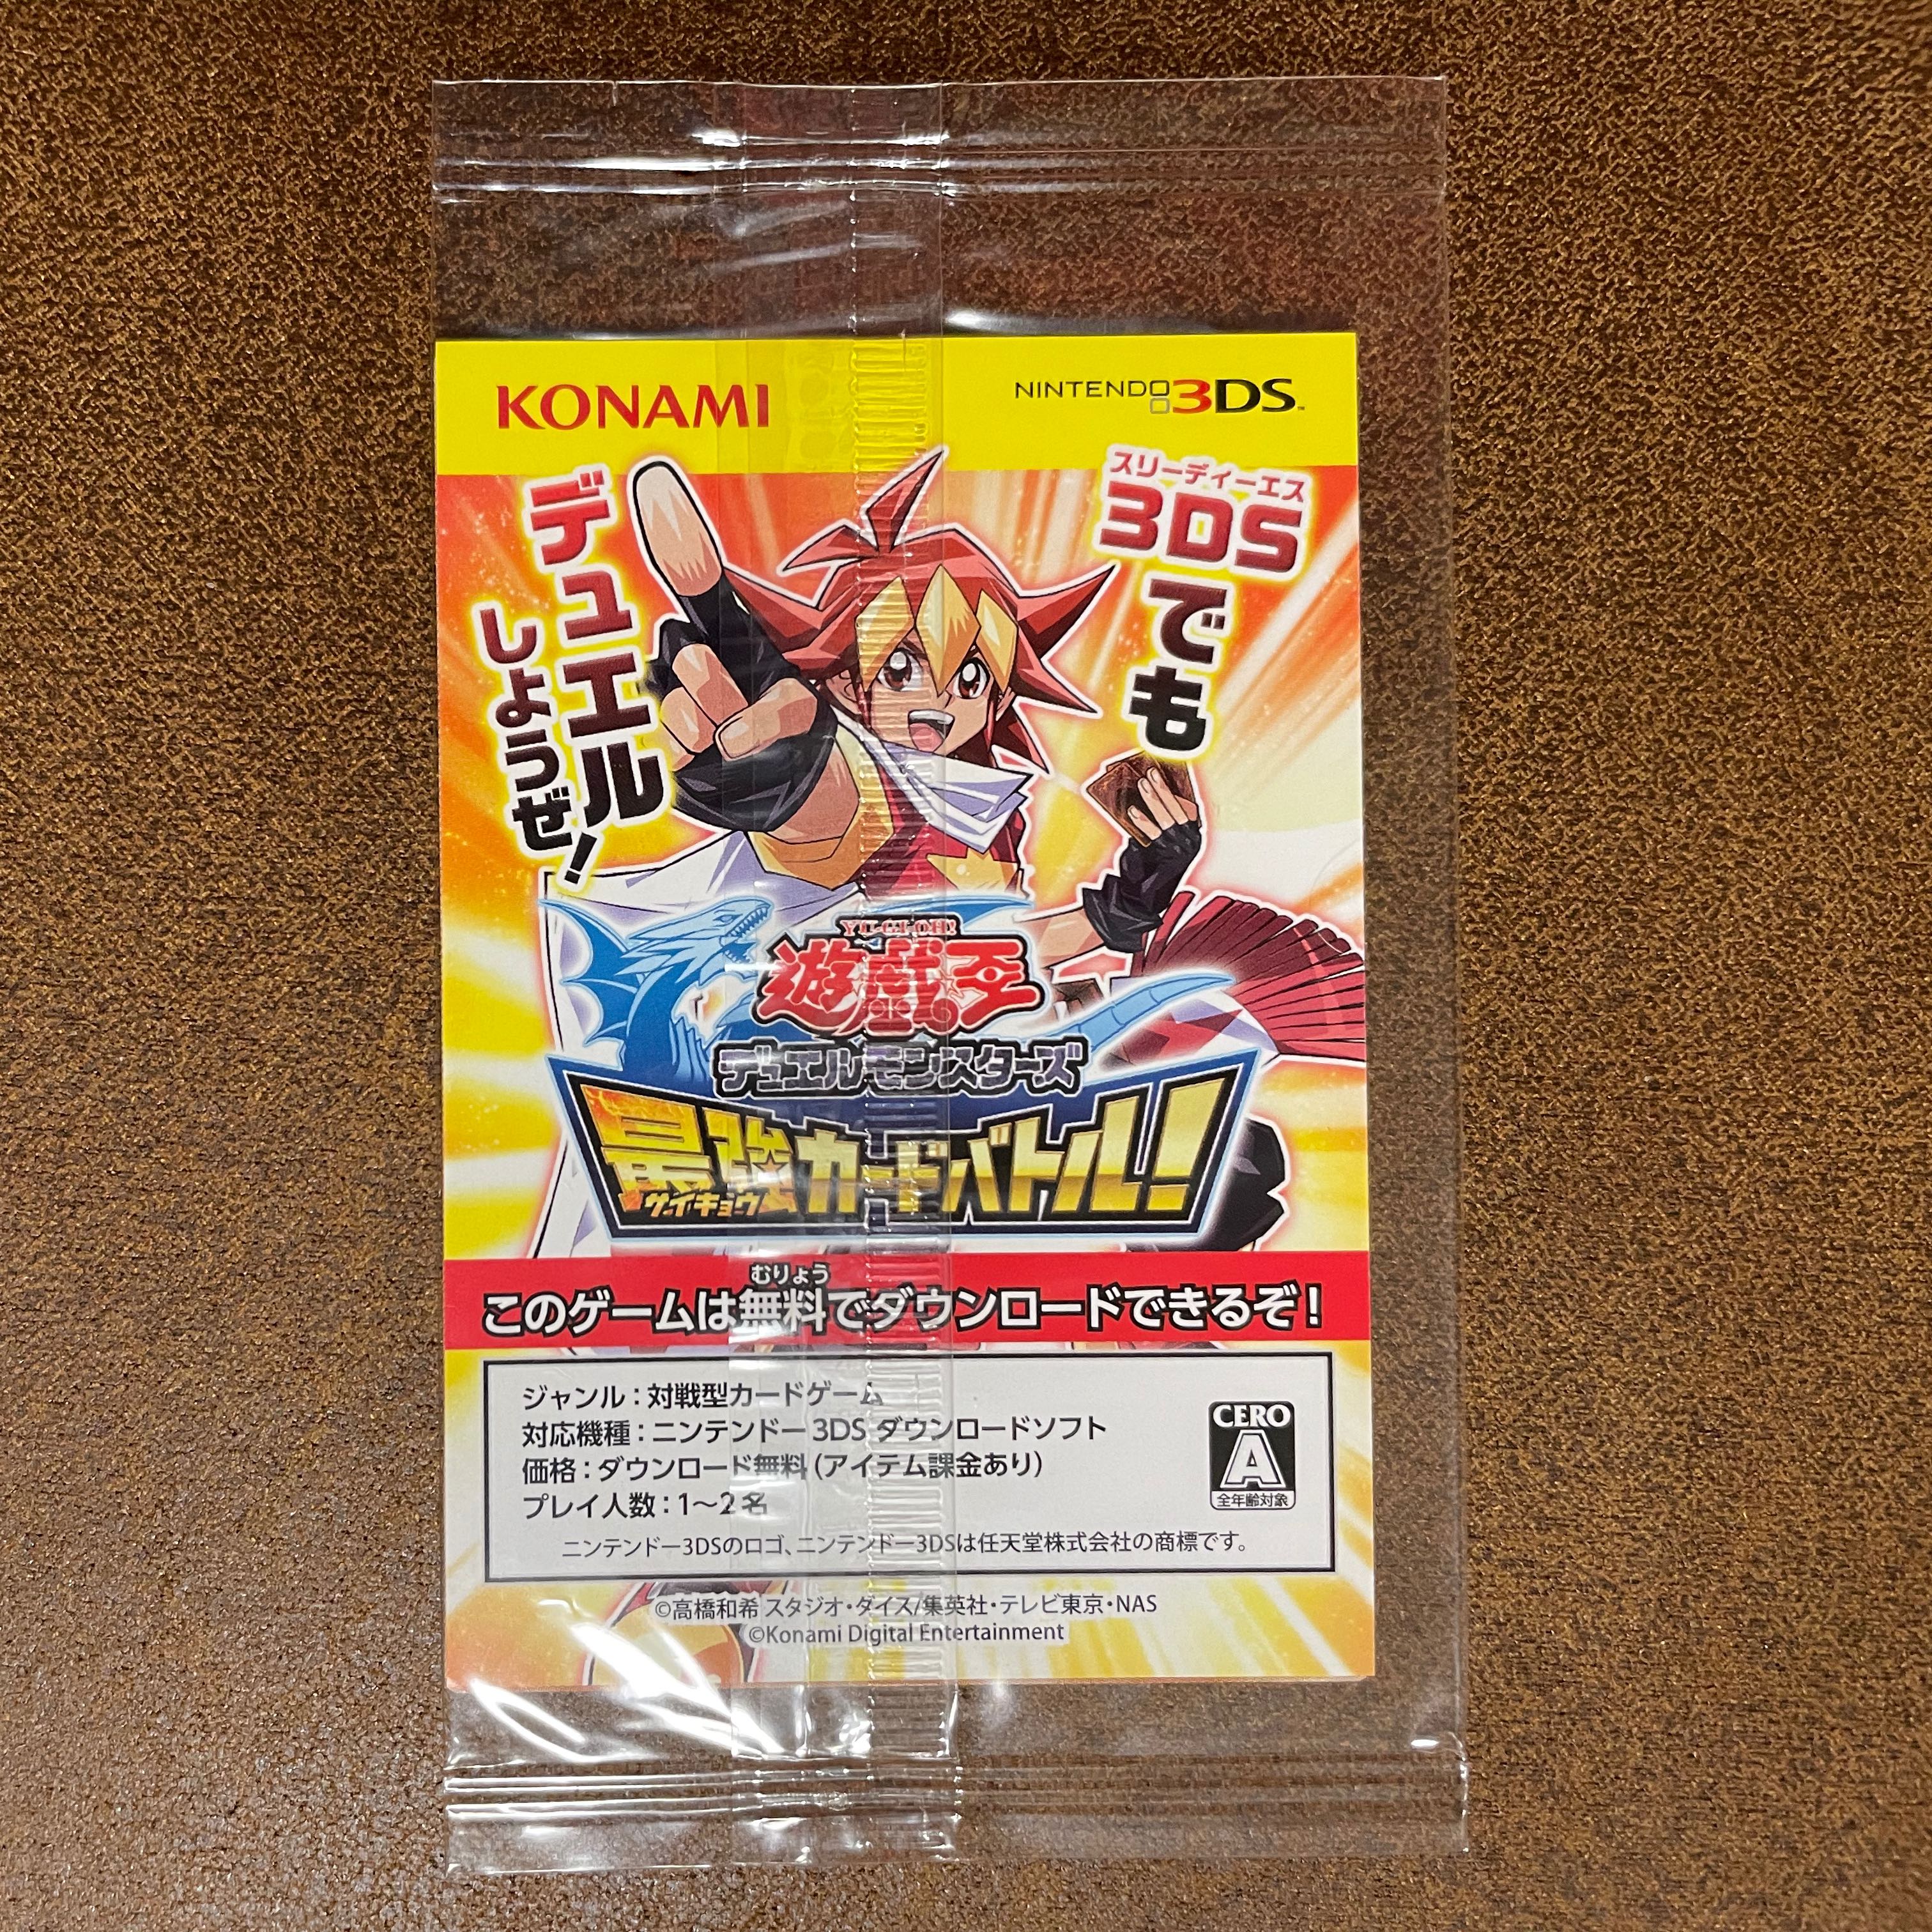 KONAMI
NINTENDO3DS™
スリーディーエス
3DSでも
デュエル
しようぜ!
YU-GI-OH!
遊戯王
デュエルモンスターズ
最強カードバトル!
サイキョウ
むりょう
このゲームは無料でダウンロードできるぞ!
ジャンル:対戦型カードゲーム
対応機種:ニンテンドー3DS ダウンロードソフト
価格:ダウンロード無料(アイテム課金あり)
プレイ人数:1〜2名
CERO
A
全年齢対象
ニンテンドー3DSのロゴ、ニンテンドー3DSは任天堂株式会社の商標です。
©高橋和希 スタジオ・ダイス/集英社・テレビ東京・NAS
©Konami Digital Entertainment